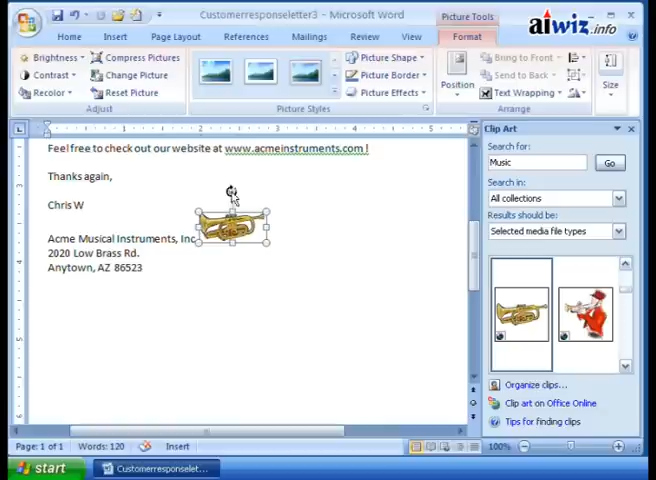 Customerresponseletter3 - Microsoft Word
Picture Tools
aiwiz.info
Home Insert Page Layout References Mailings Review View Format
Brightness Compress Pictures Picture Shape Bring to Front
Contrast Change Picture Picture Border Send to Back
Recolor Reset Picture Picture Effects Position Text Wrapping Size
Adjust Picture Styles Arrange
Feel free to check out our website at www.acmeinstruments.com !
Thanks again,
Chris W
Acme Musical Instruments, Inc
2020 Low Brass Rd.
Anytown, AZ 86523
Clip Art
Search for:
Music Go
Search in:
All collections
Results should be:
Selected media file types
Organize clips...
Clip art on Office Online
Tips for finding clips
Page: 1 of 1 Words: 120 Insert 100%
start Customerresponselet...